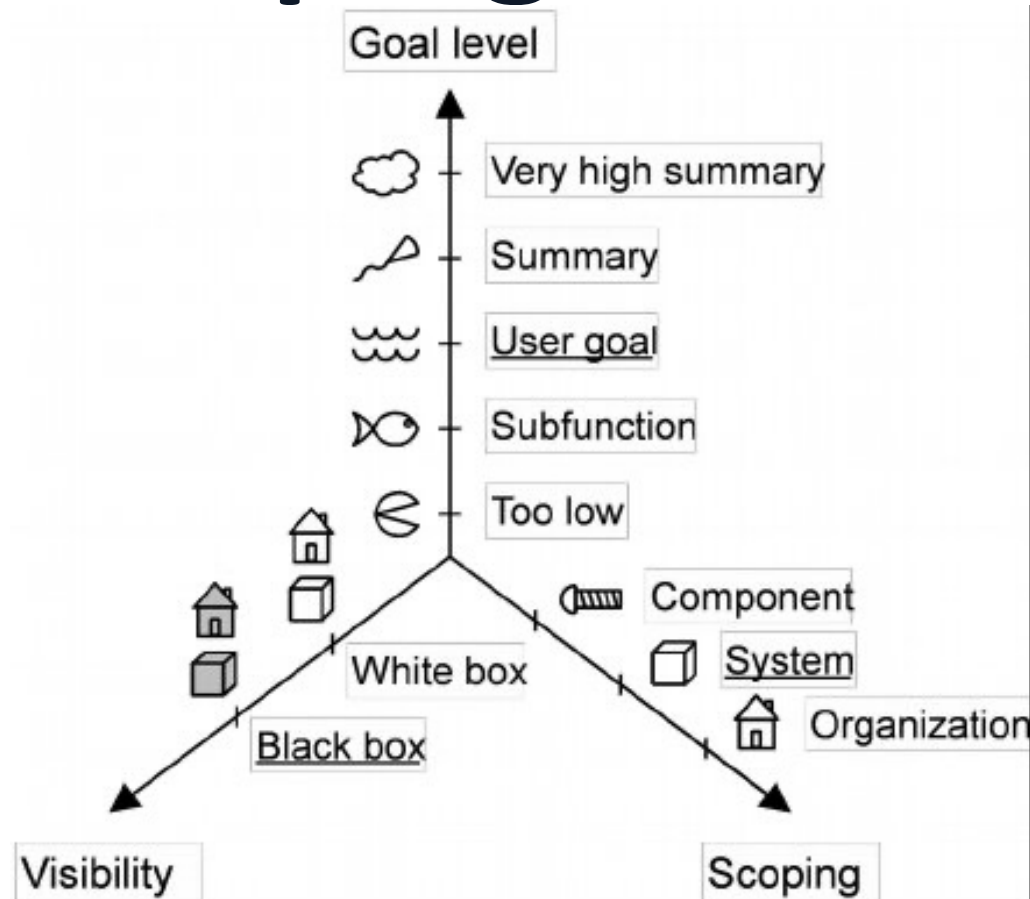 Goal level
Very high summary
Summary
User goal
Subfunction
Too low
Component
White box
System
Organization
Black box
Visibility
Scoping